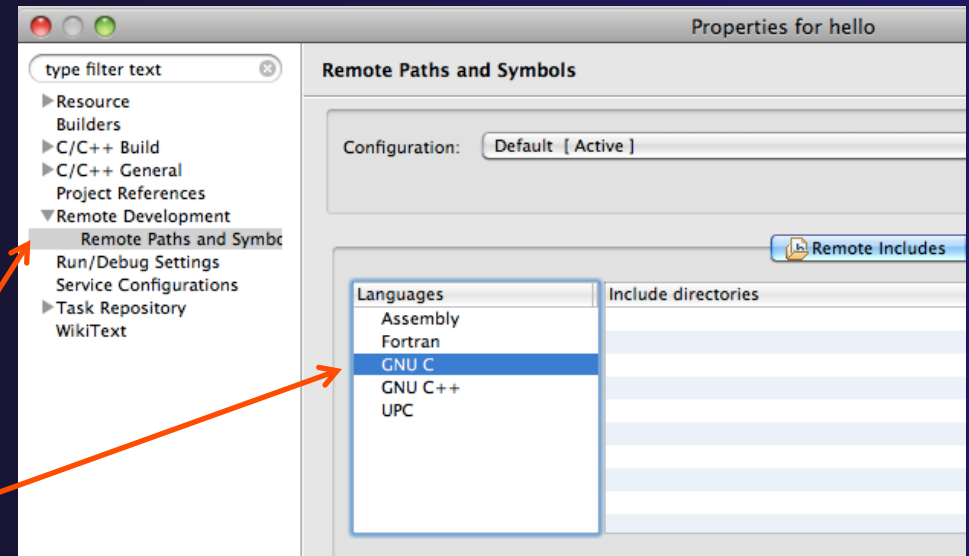 Properties for hello
type filter text
Resource
Builders
C/C++ Build
C/C++ General
Project References
Remote Development
Remote Paths and Symbo
Run/Debug Settings
Service Configurations
Task Repository
WikiText
Remote Paths and Symbols
Configuration: Default [ Active ]
Remote Includes
Languages
Assembly
Fortran
GNU C
GNU C++
UPC
Include directories